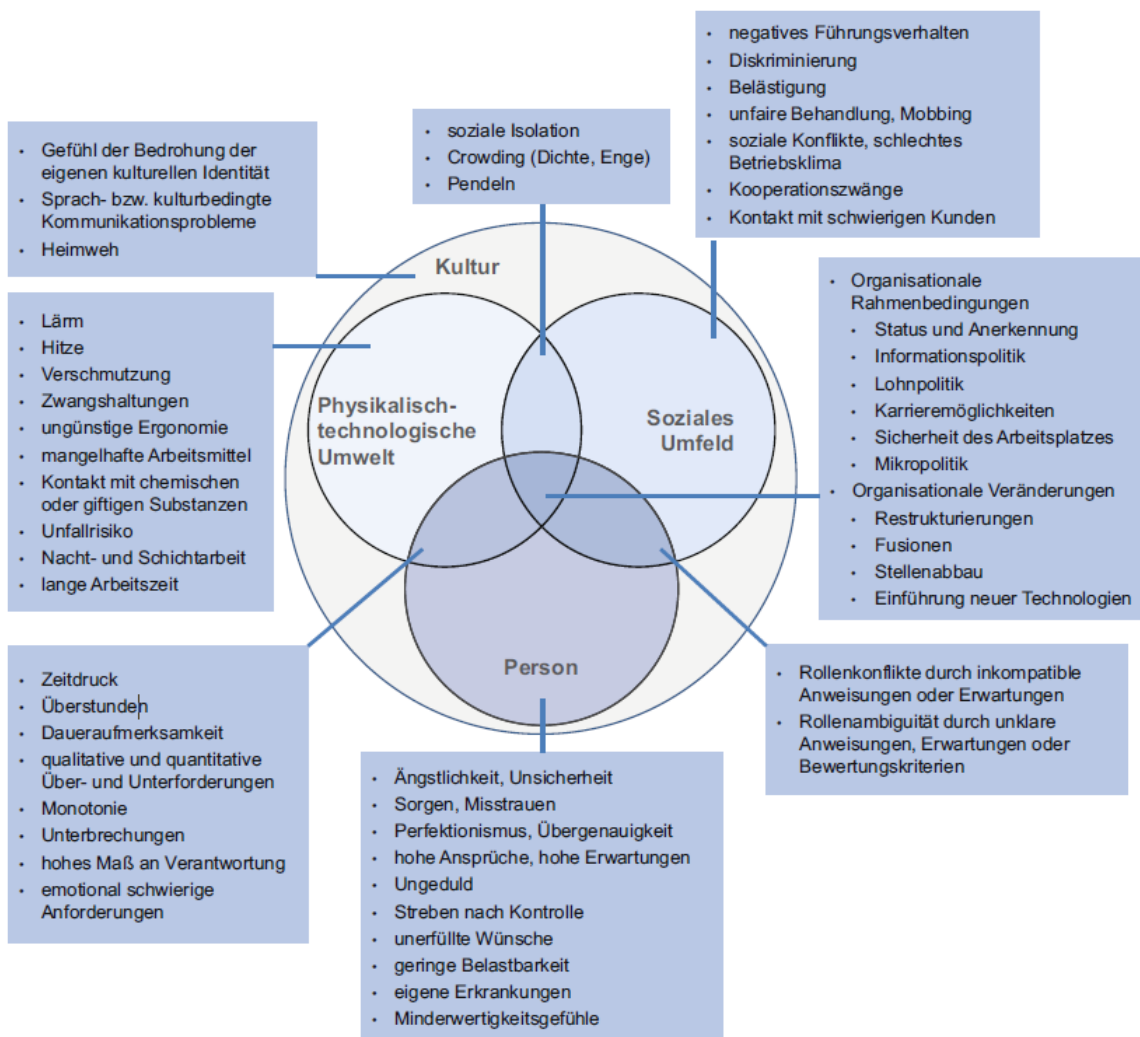 • negatives Führungsverhalten
• Diskriminierung
• Belästigung
• unfaire Behandlung, Mobbing
• soziale Konflikte, schlechtes
Betriebsklima
• Kooperationszwänge
• Kontakt mit schwierigen Kunden
• soziale Isolation
• Crowding (Dichte, Enge)
• Pendeln
• Gefühl der Bedrohung der
eigenen kulturellen Identität
• Sprach- bzw. kulturbedingte
Kommunikationsprobleme
• Heimweh
Kultur
• Organisationale
Rahmenbedingungen
• Status und Anerkennung
• Informationspolitik
• Lohnpolitik
• Karrieremöglichkeiten
• Sicherheit des Arbeitsplatzes
• Mikropolitik
• Organisationale Veränderungen
• Restrukturierungen
• Fusionen
• Stellenabbau
• Einführung neuer Technologien
• Lärm
• Hitze
• Verschmutzung
• Zwangshaltungen
• ungünstige Ergonomie
• mangelhafte Arbeitsmittel
• Kontakt mit chemischen
oder giftigen Substanzen
• Unfallrisiko
• Nacht- und Schichtarbeit
• lange Arbeitszeit
Physikalisch-
technologische
Umwelt
Soziales
Umfeld
Person
• Zeitdruck
• Überstunden
• Daueraufmerksamkeit
• qualitative und quantitative
Über- und Unterforderungen
• Monotonie
• Unterbrechungen
• hohes Maß an Verantwortung
• emotional schwierige
Anforderungen
• Rollenkonflikte durch inkompatible
Anweisungen oder Erwartungen
• Rollenambiguität durch unklare
Anweisungen, Erwartungen oder
Bewertungskriterien
• Ängstlichkeit, Unsicherheit
• Sorgen, Misstrauen
• Perfektionismus, Übergenauigkeit
• hohe Ansprüche, hohe Erwartungen
• Ungeduld
• Streben nach Kontrolle
• unerfüllte Wünsche
• geringe Belastbarkeit
• eigene Erkrankungen
• Minderwertigkeitsgefühle